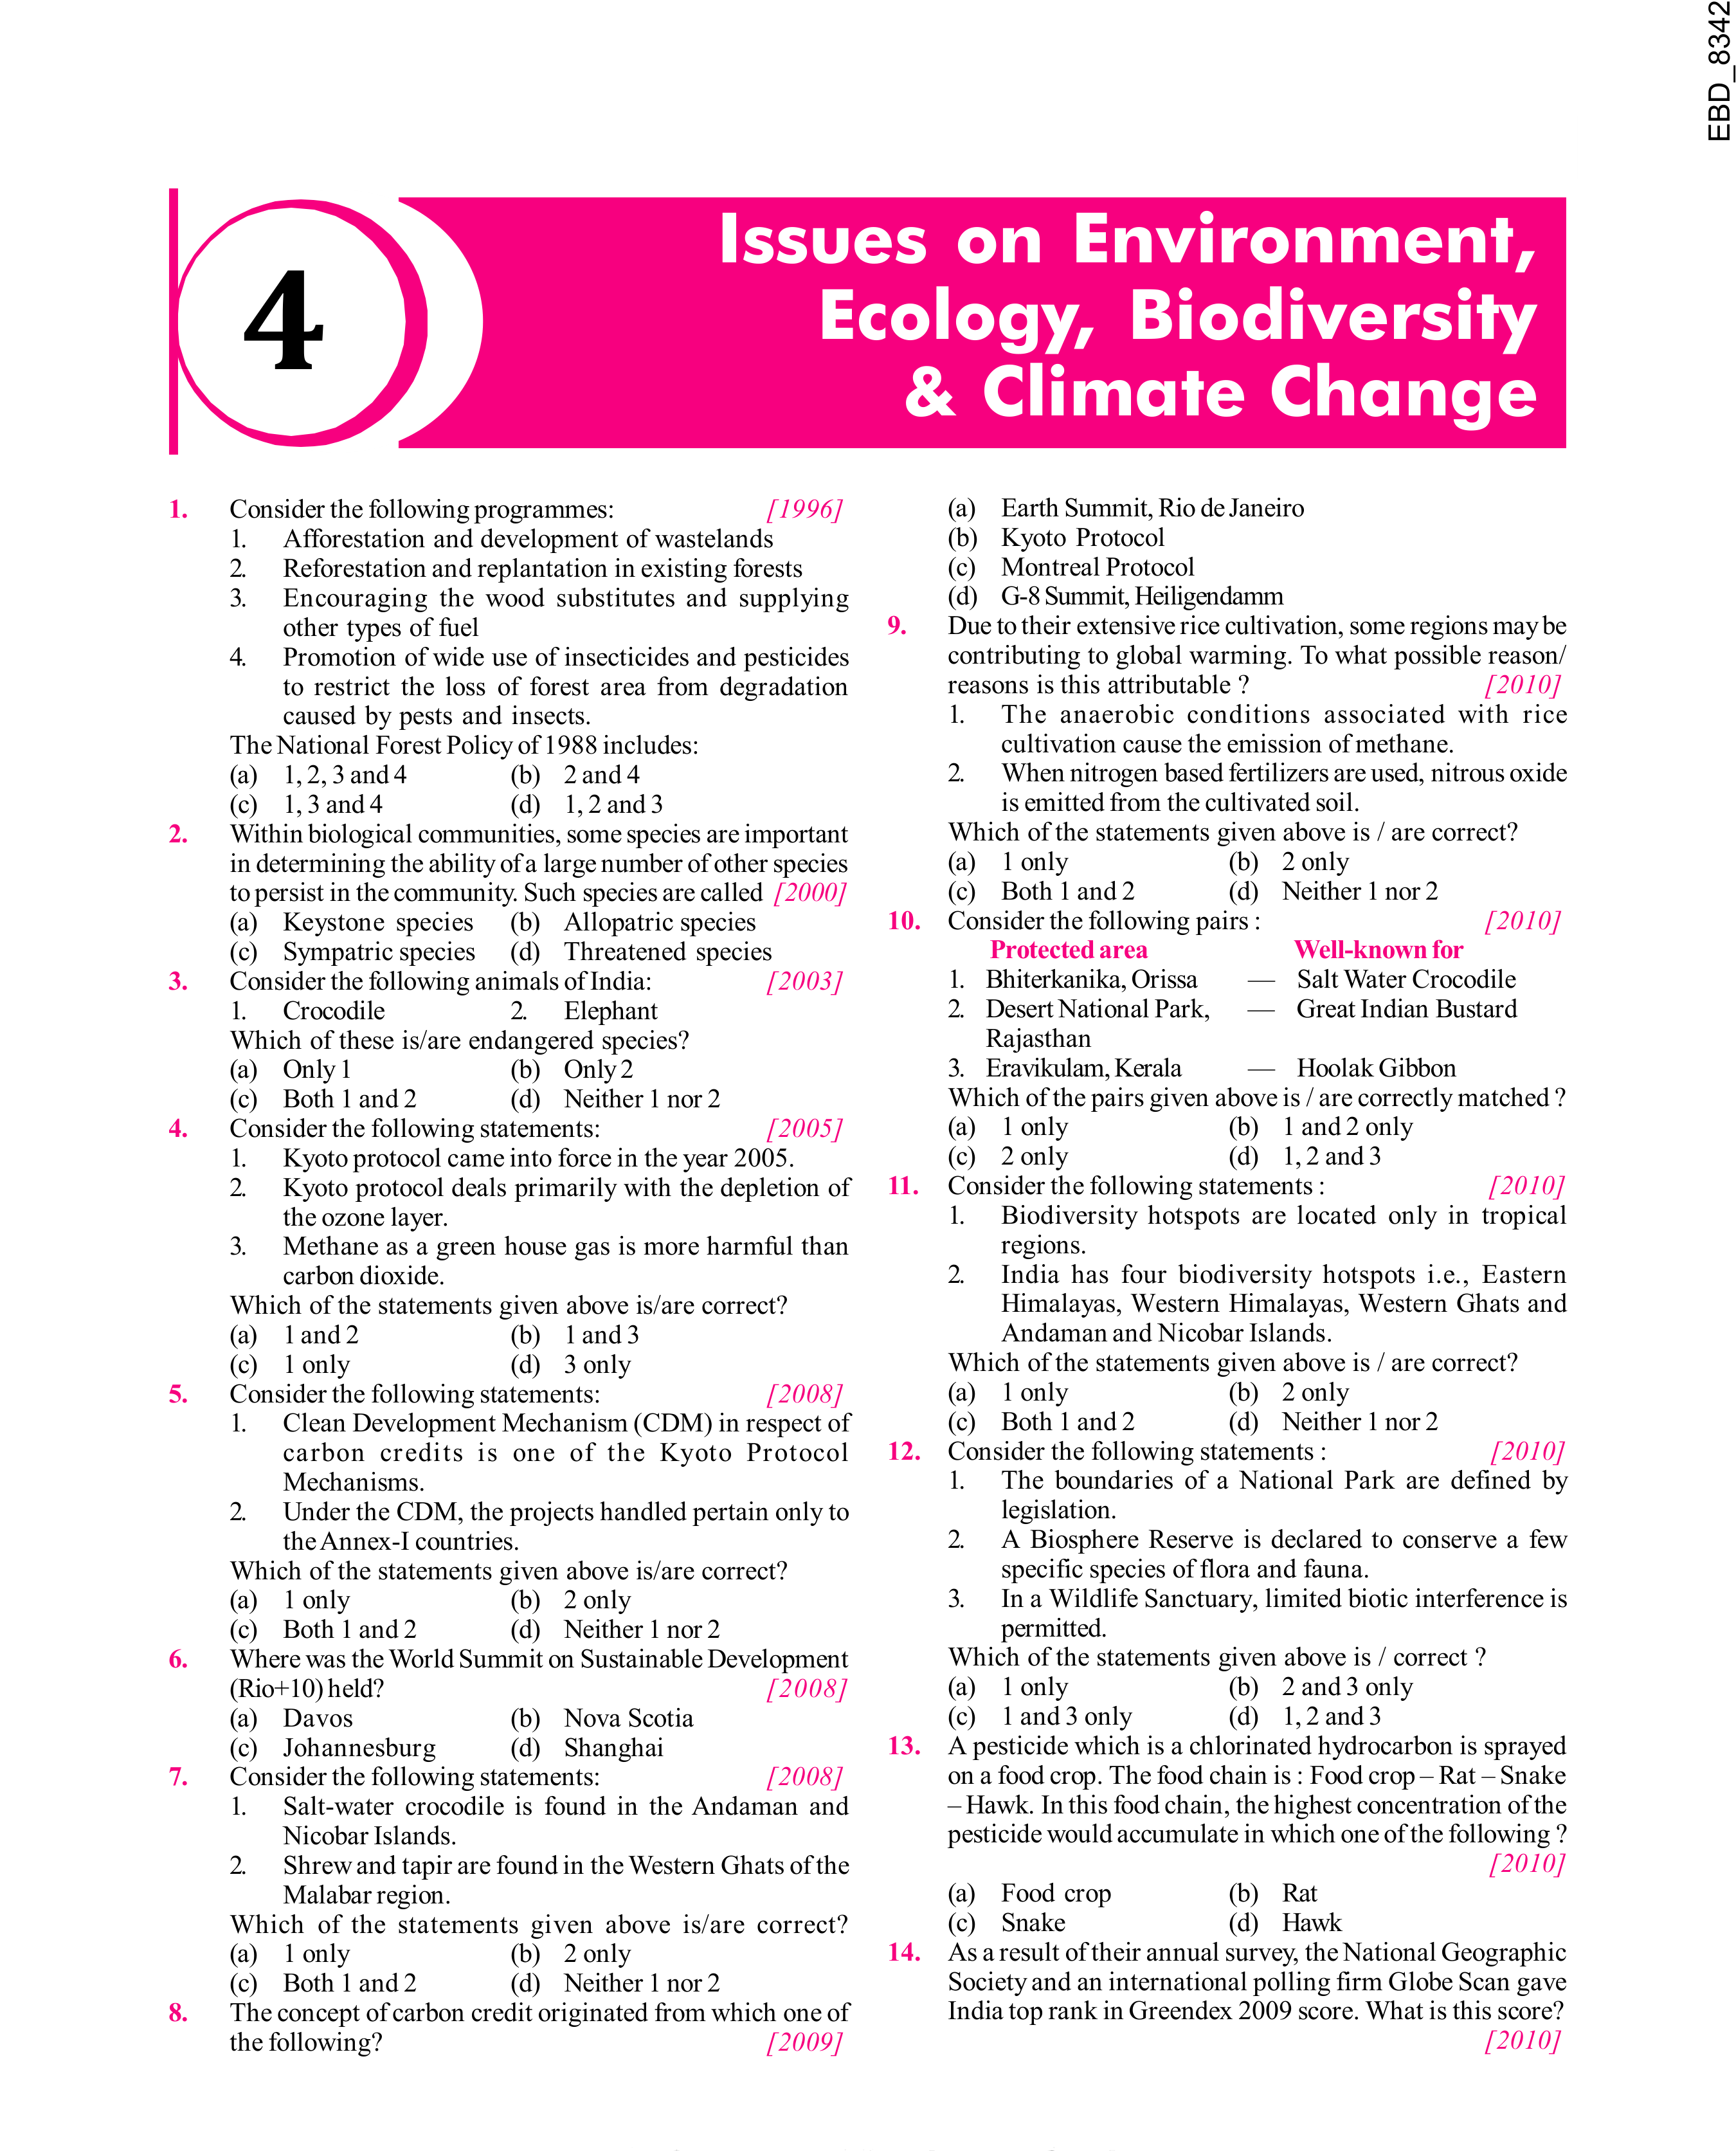 EBD_8342
4
Issues on Environment,
Ecology, Biodiversity
& Climate Change
1. Consider the following programmes: [1996]
1. Afforestation and development of wastelands
2. Reforestation and replantation in existing forests
3. Encouraging the wood substitutes and supplying
other types of fuel
4. Promotion of wide use of insecticides and pesticides
to restrict the loss of forest area from degradation
caused by pests and insects.
The National Forest Policy of 1988 includes:
(a) 1, 2, 3 and 4 (b) 2 and 4
(c) 1, 3 and 4 (d) 1, 2 and 3
2. Within biological communities, some species are important
in determining the ability of a large number of other species
to persist in the community. Such species are called [2000]
(a) Keystone species (b) Allopatric species
(c) Sympatric species (d) Threatened species
3. Consider the following animals of India: [2003]
1. Crocodile 2. Elephant
Which of these is/are endangered species?
(a) Only 1 (b) Only 2
(c) Both 1 and 2 (d) Neither 1 nor 2
4. Consider the following statements: [2005]
1. Kyoto protocol came into force in the year 2005.
2. Kyoto protocol deals primarily with the depletion of
the ozone layer.
3. Methane as a green house gas is more harmful than
carbon dioxide.
Which of the statements given above is/are correct?
(a) 1 and 2 (b) 1 and 3
(c) 1 only (d) 3 only
5. Consider the following statements: [2008]
1. Clean Development Mechanism (CDM) in respect of
carbon credits is one of the Kyoto Protocol
Mechanisms.
2. Under the CDM, the projects handled pertain only to
the Annex-I countries.
Which of the statements given above is/are correct?
(a) 1 only (b) 2 only
(c) Both 1 and 2 (d) Neither 1 nor 2
6. Where was the World Summit on Sustainable Development
(Rio+10) held? [2008]
(a) Davos (b) Nova Scotia
(c) Johannesburg (d) Shanghai
7. Consider the following statements: [2008]
1. Salt-water crocodile is found in the Andaman and
Nicobar Islands.
2. Shrew and tapir are found in the Western Ghats of the
Malabar region.
Which of the statements given above is/are correct?
(a) 1 only (b) 2 only
(c) Both 1 and 2 (d) Neither 1 nor 2
8. The concept of carbon credit originated from which one of
the following? [2009]
(a) Earth Summit, Rio de Janeiro
(b) Kyoto Protocol
(c) Montreal Protocol
(d) G-8 Summit, Heiligendamm
9. Due to their extensive rice cultivation, some regions may be
contributing to global warming. To what possible reason/
reasons is this attributable ? [2010]
1. The anaerobic conditions associated with rice
cultivation cause the emission of methane.
2. When nitrogen based fertilizers are used, nitrous oxide
is emitted from the cultivated soil.
Which of the statements given above is / are correct?
(a) 1 only (b) 2 only
(c) Both 1 and 2 (d) Neither 1 nor 2
10. Consider the following pairs : [2010]
Protected area Well-known for
1. Bhiterkanika, Orissa — Salt Water Crocodile
2. Desert National Park, — Great Indian Bustard
Rajasthan
3. Eravikulam, Kerala — Hoolak Gibbon
Which of the pairs given above is / are correctly matched ?
(a) 1 only (b) 1 and 2 only
(c) 2 only (d) 1, 2 and 3
11. Consider the following statements : [2010]
1. Biodiversity hotspots are located only in tropical
regions.
2. India has four biodiversity hotspots i.e., Eastern
Himalayas, Western Himalayas, Western Ghats and
Andaman and Nicobar Islands.
Which of the statements given above is / are correct?
(a) 1 only (b) 2 only
(c) Both 1 and 2 (d) Neither 1 nor 2
12. Consider the following statements : [2010]
1. The boundaries of a National Park are defined by
legislation.
2. A Biosphere Reserve is declared to conserve a few
specific species of flora and fauna.
3. In a Wildlife Sanctuary, limited biotic interference is
permitted.
Which of the statements given above is / correct ?
(a) 1 only (b) 2 and 3 only
(c) 1 and 3 only (d) 1, 2 and 3
13. A pesticide which is a chlorinated hydrocarbon is sprayed
on a food crop. The food chain is : Food crop – Rat – Snake
– Hawk. In this food chain, the highest concentration of the
pesticide would accumulate in which one of the following ?
[2010]
(a) Food crop (b) Rat
(c) Snake (d) Hawk
14. As a result of their annual survey, the National Geographic
Society and an international polling firm Globe Scan gave
India top rank in Greendex 2009 score. What is this score?
[2010]